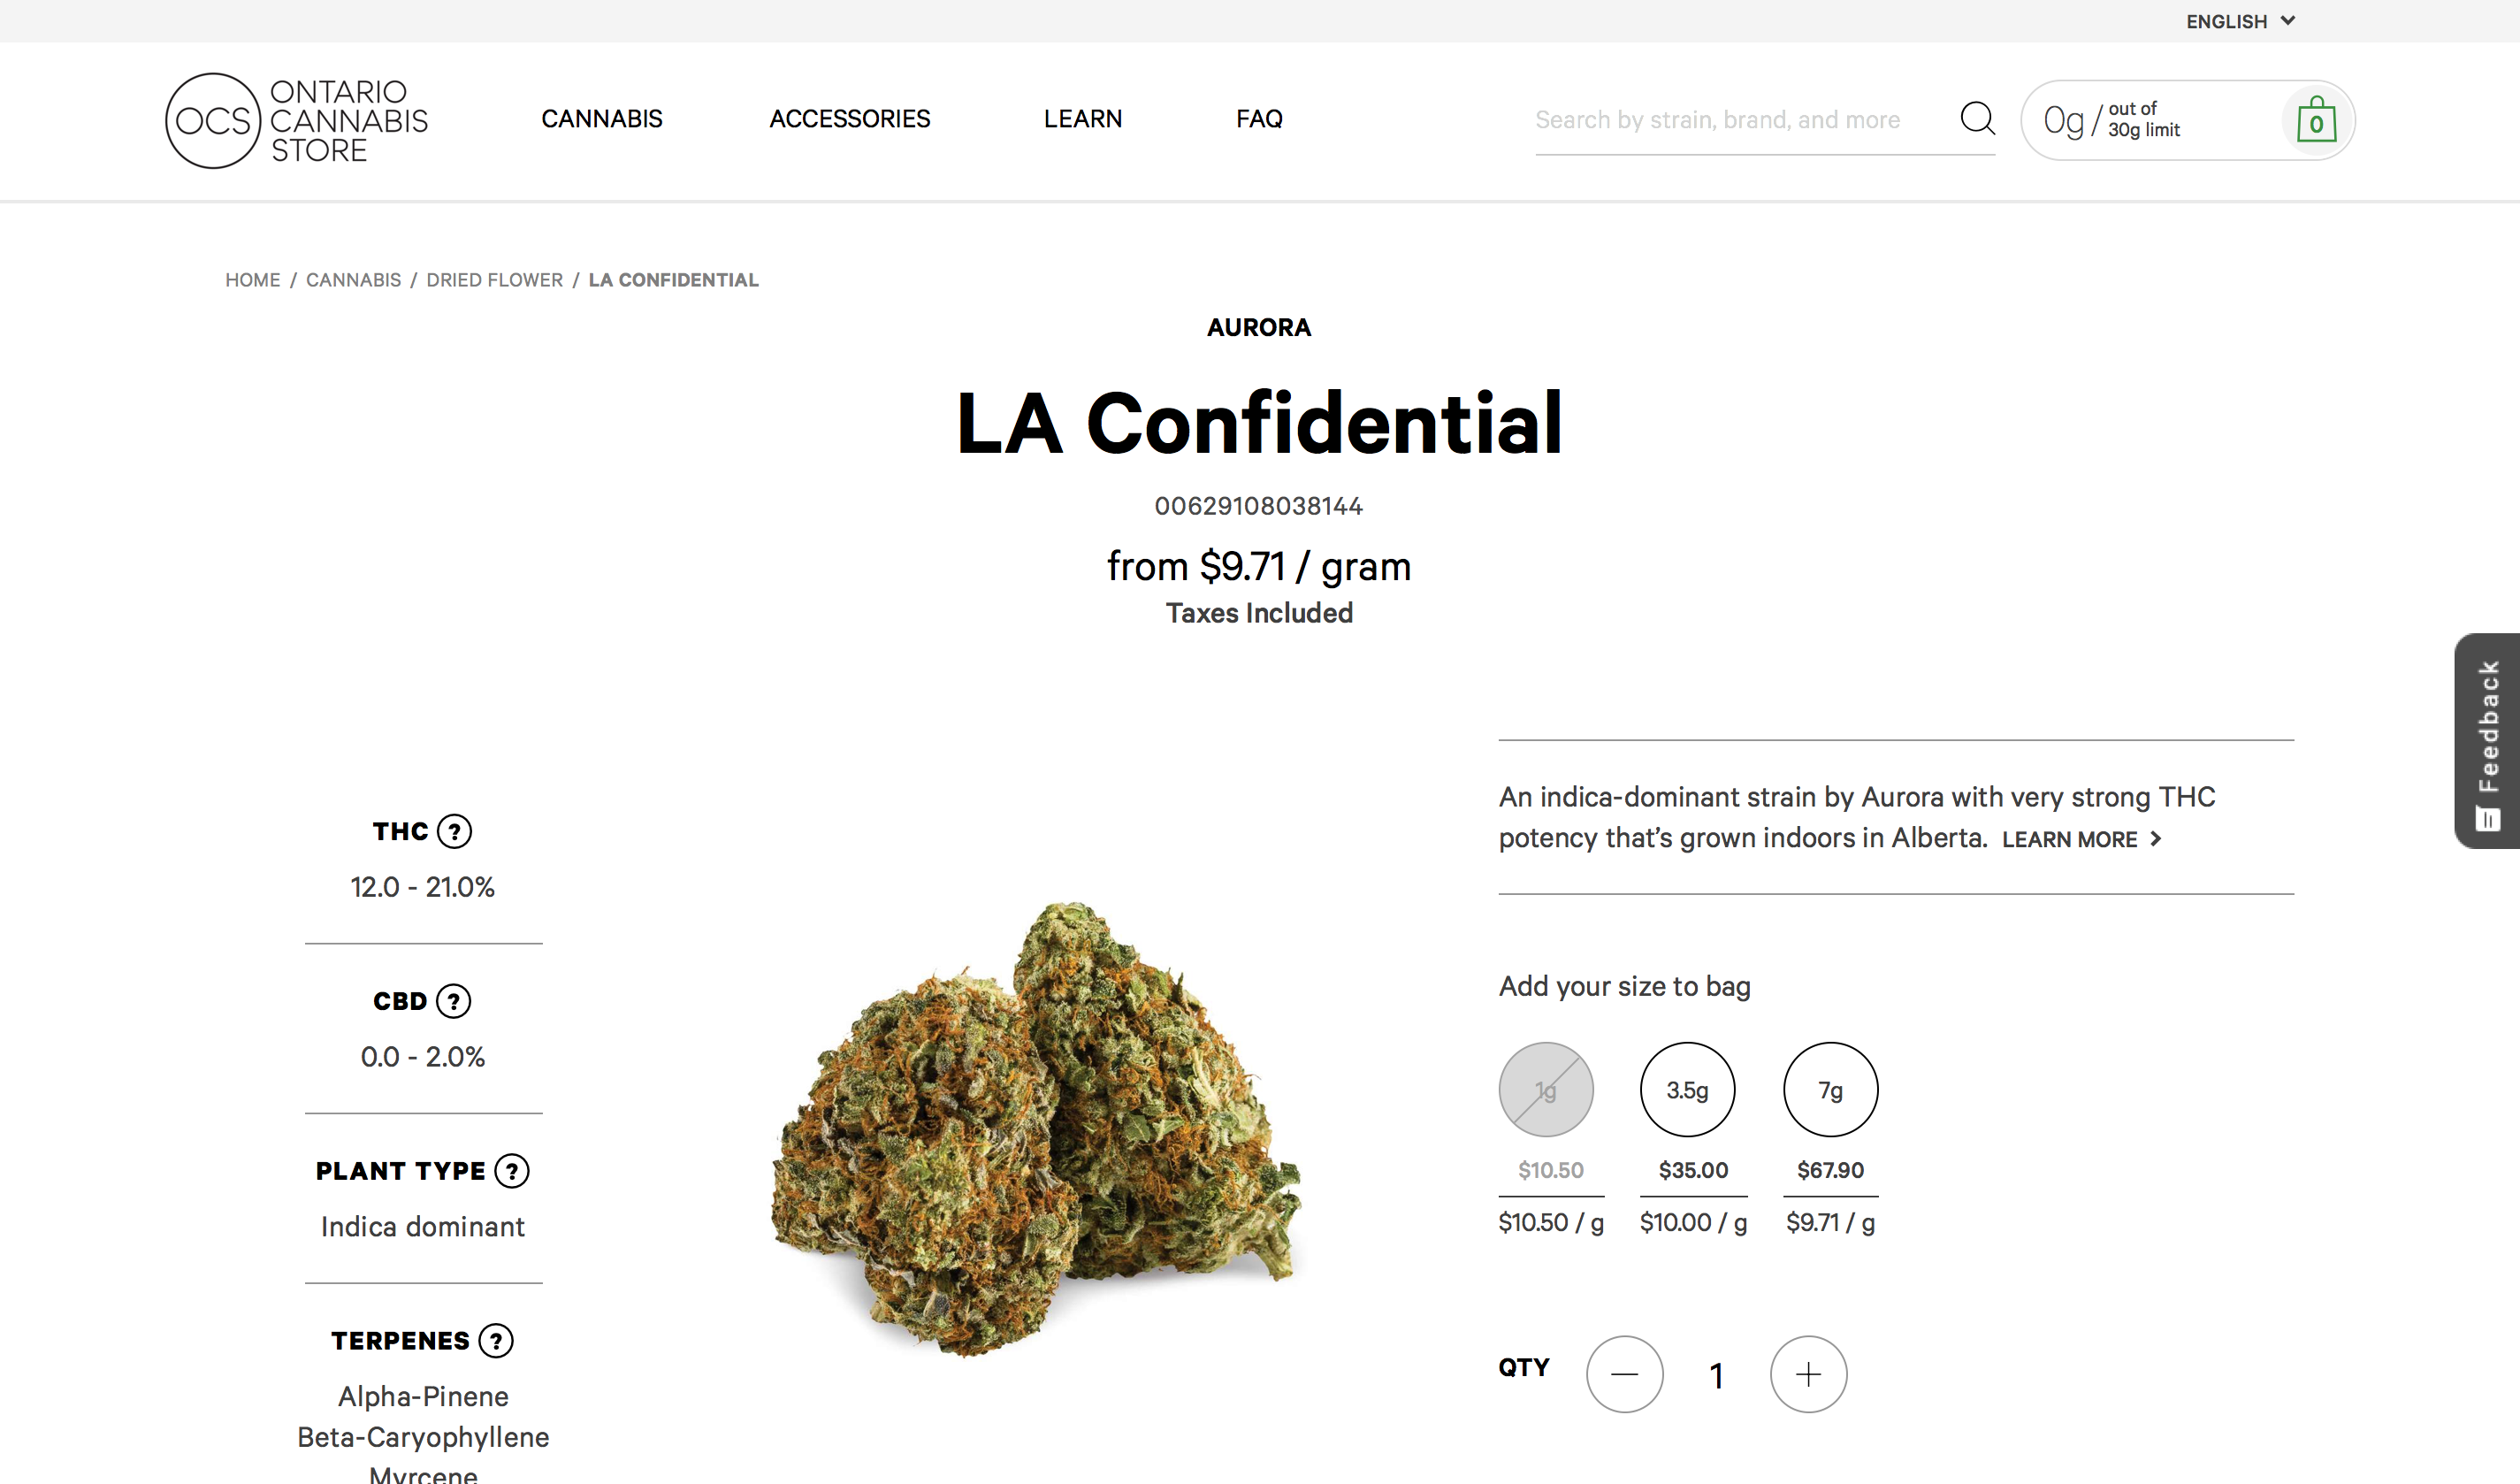 ENGLISH
OCS
ONTARIO
CANNABIS
STORE
CANNABIS
ACCESSORIES
LEARN
FAQ
Search by strain, brand, and more
0g / out of
30g limit
0
HOME / CANNABIS / DRIED FLOWER / LA CONFIDENTIAL
AURORA
LA Confidential
00629108038144
from $9.71 / gram
Taxes Included
Feedback
THC ?
12.0 - 21.0%
CBD ?
0.0 - 2.0%
PLANT TYPE ?
Indica dominant
TERPENES ?
Alpha-Pinene
Beta-Caryophyllene
Myrcene
An indica-dominant strain by Aurora with very strong THC
potency that’s grown indoors in Alberta. LEARN MORE >
Add your size to bag
1g 3.5g 7g
$10.50 $35.00 $67.90
$10.50 / g $10.00 / g $9.71 / g
QTY — 1 +